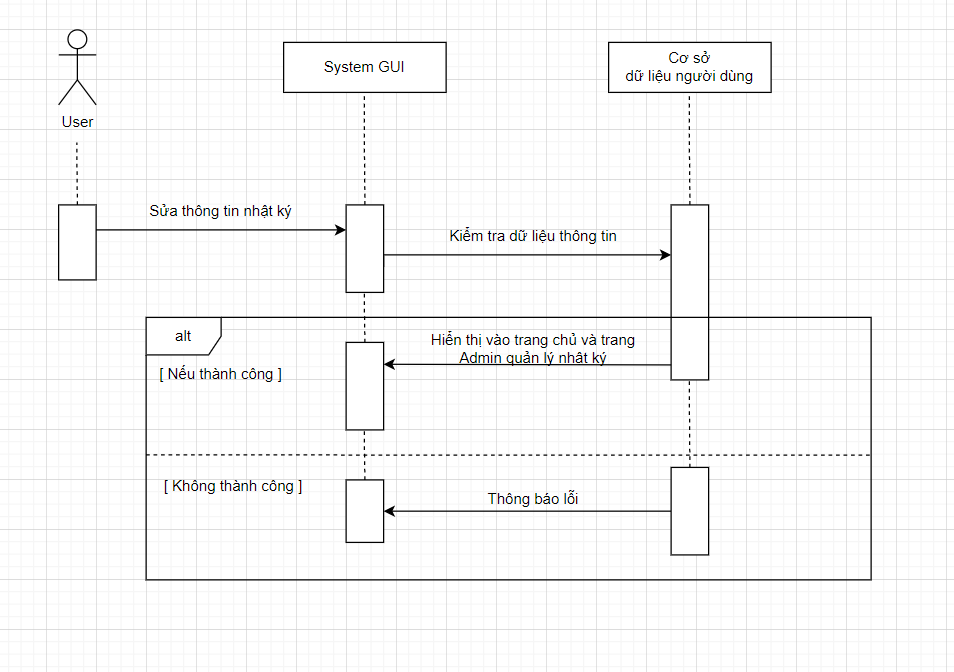 System GUI
Cơ sở
dữ liệu người dùng
User
Sửa thông tin nhật ký
Kiểm tra dữ liệu thông tin
alt
Hiễn thị vào trang chủ và trang
Admin quản lý nhât ký
[ Nếu thành công ]
[ Không thành công ]
Thông báo lỗi